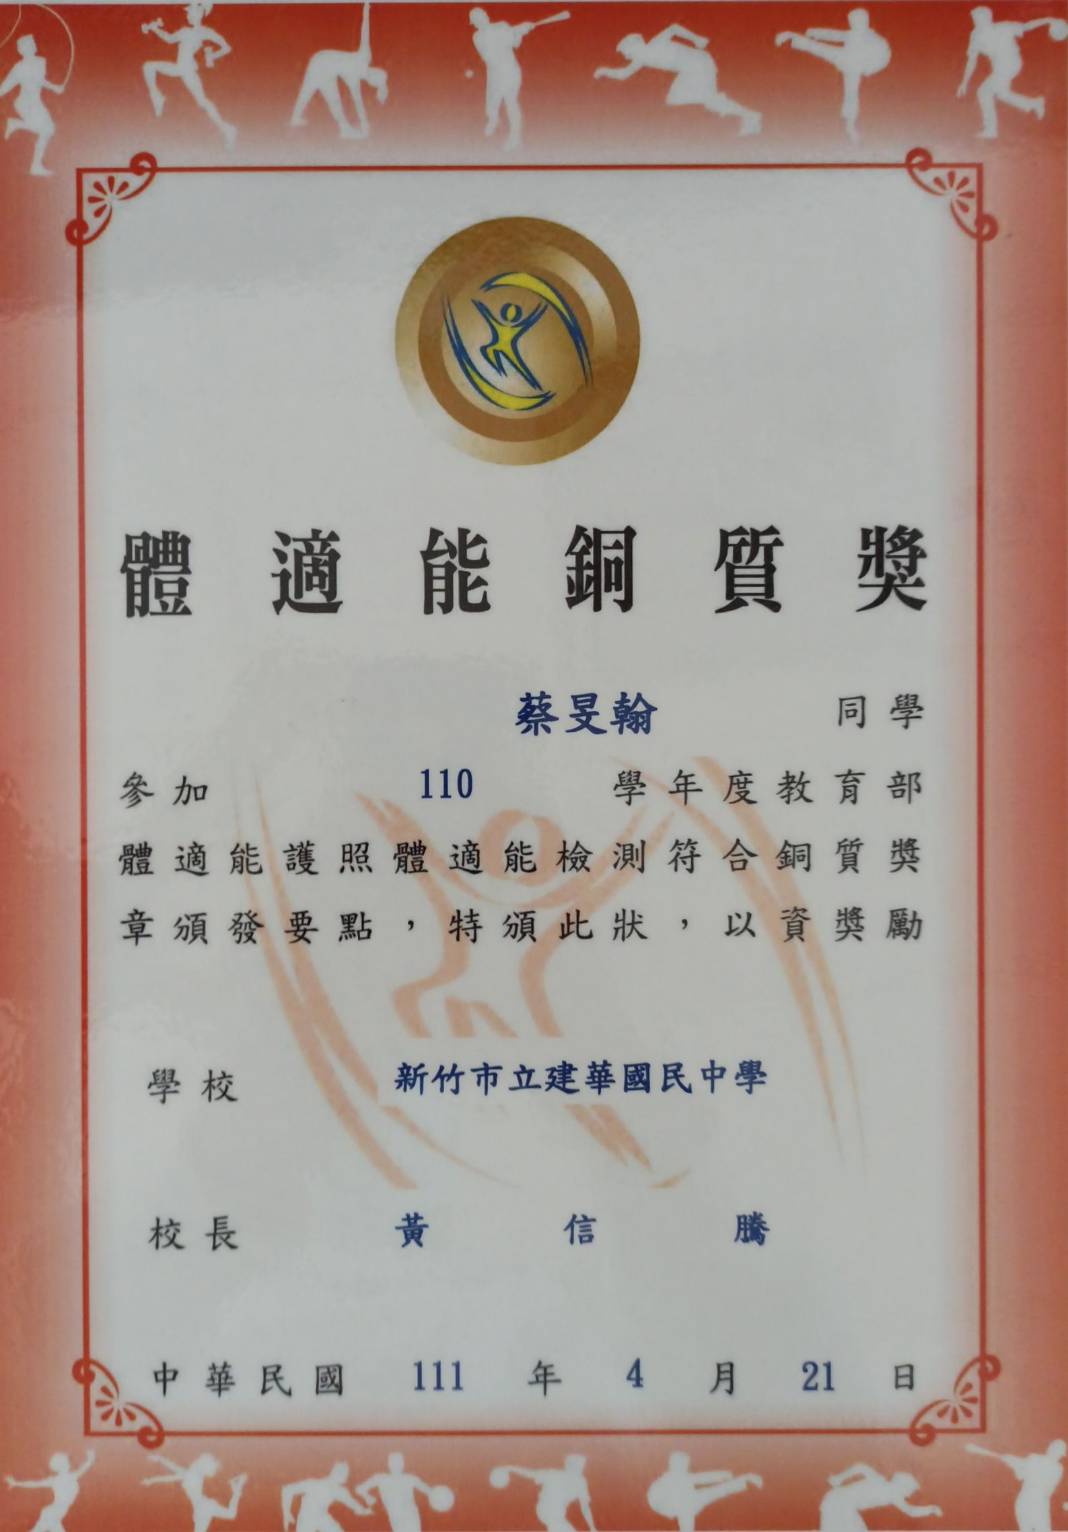 體適能銅質獎
蔡旻翰 同學
參加 110 學年度教育部
體適能護照體適能檢測符合銅質獎
章頒發要點，特頒此狀，以資獎勵
學校 新竹市立建華國民中學
校長 黃信騰
中華民國 111 年 4 月 21 日